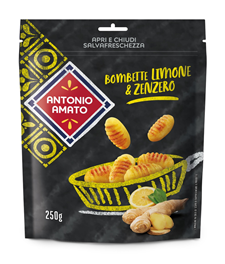 APRI E CHIUDI
SALVAFRESCHEZZA
BOMBETTE LIMONE
& ZENZERO
ANTONIO
AMATO
250g